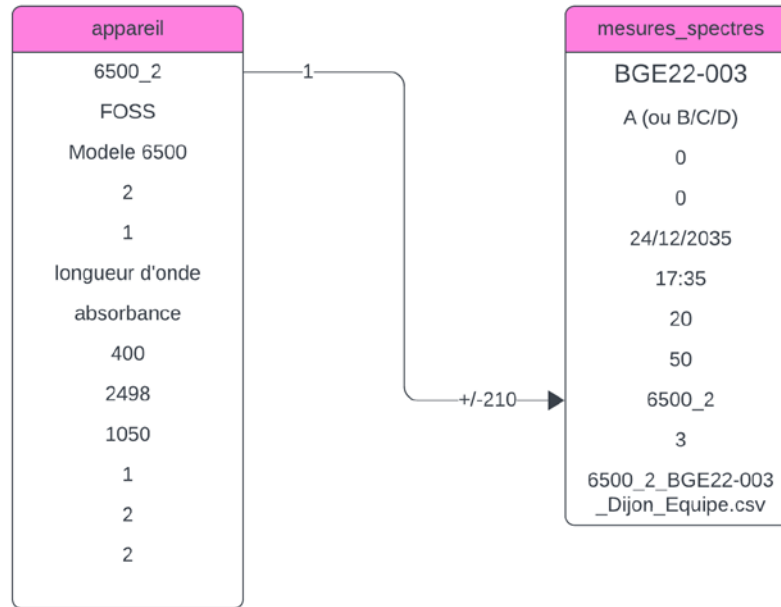 appareil
6500_2
FOSS
Modele 6500
2
1
longueur d'onde
absorbance
400
2498
1050
1
2
2
1
+/-210
mesures_spectres
BGE22-003
A (ou B/C/D)
0
0
24/12/2035
17:35
20
50
6500_2
3
6500_2_BGE22-003
_Dijon_Equipe.csv